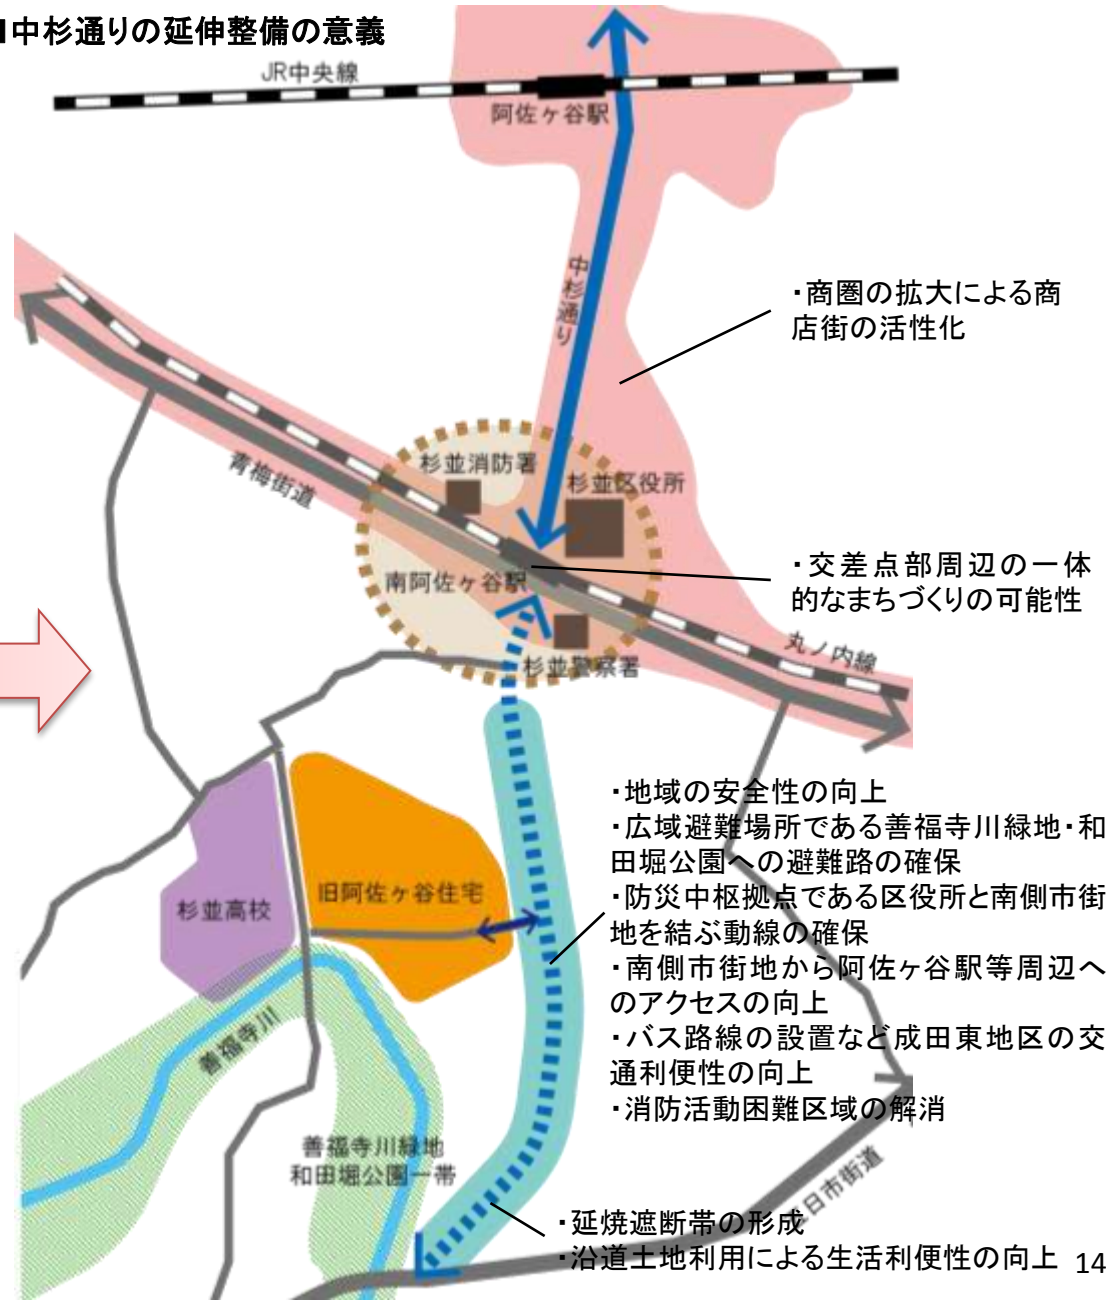 ■中杉通りの延伸整備の意義
JR中央線
阿佐ヶ谷駅
中杉通り
・商圏の拡大による商
店街の活性化
青梅街道
杉並消防署
杉並区役所
南阿佐ヶ谷駅
・交差点部周辺の一体
的なまちづくりの可能性
丸ノ内線
杉並警察署
・地域の安全性の向上
・広域避難場所である善福寺川緑地・和
田堀公園への避難路の確保
・防災中枢拠点である区役所と南側市街
地を結ぶ動線の確保
・南側市街地から阿佐ヶ谷駅等周辺へ
のアクセスの向上
・バス路線の設置など成田東地区の交
通利便性の向上
・消防活動困難区域の解消
旧阿佐ヶ谷住宅
杉並高校
善福寺川
善福寺川緑地
和田堀公園一帯
日市街道
・延焼遮断帯の形成
・沿道土地利用による生活利便性の向上
14